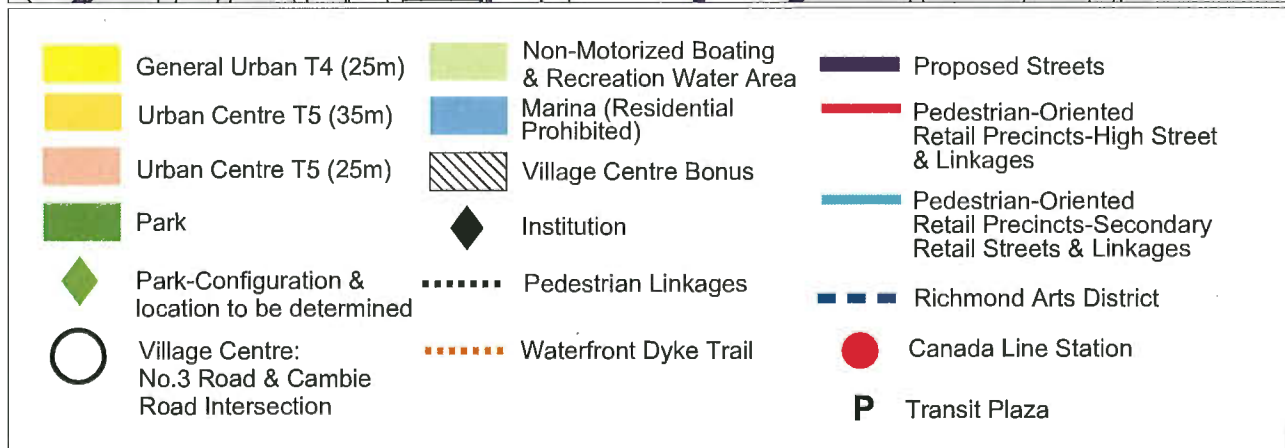 General Urban T4 (25m)
Urban Centre T5 (35m)
Urban Centre T5 (25m)
Park
Park-Configuration &
location to be determined
Village Centre:
No.3 Road & Cambie
Road Intersection
Non-Motorized Boating
& Recreation Water Area
Marina (Residential
Prohibited)
Village Centre Bonus
Institution
Pedestrian Linkages
Waterfront Dyke Trail
Proposed Streets
Pedestrian-Oriented
Retail Precincts-High Street
& Linkages
Pedestrian-Oriented
Retail Precincts-Secondary
Retail Streets & Linkages
Richmond Arts District
Canada Line Station
P Transit Plaza